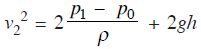 v₂² = 2 (p₁ - p₀)/ρ + 2gh